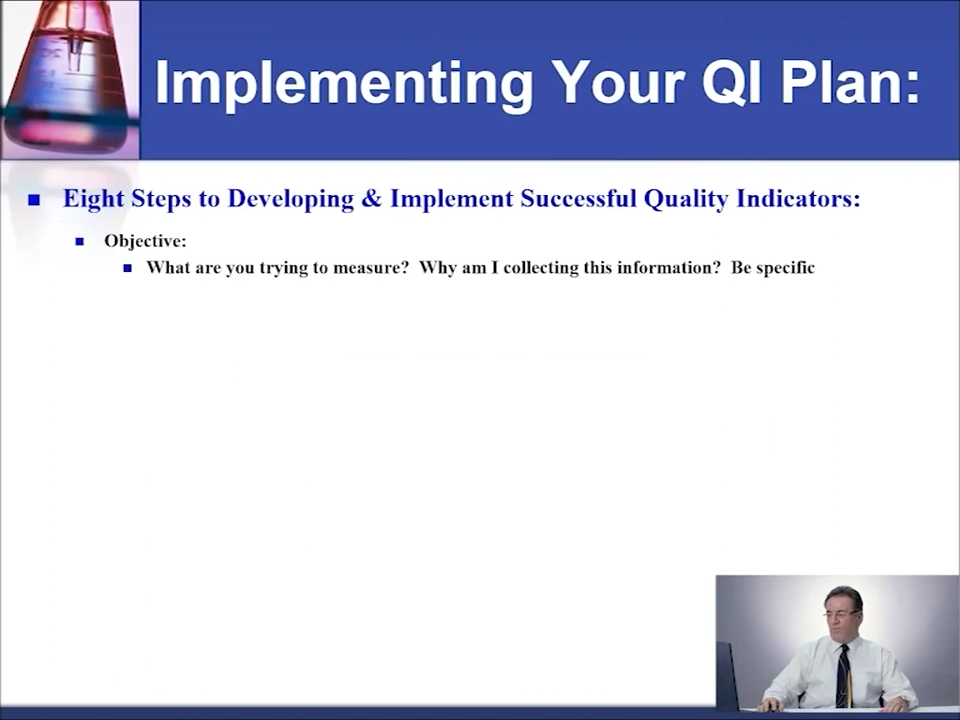 Implementing Your QI Plan:
Eight Steps to Developing & Implement Successful Quality Indicators:
Objective:
What are you trying to measure? Why am I collecting this information? Be specific